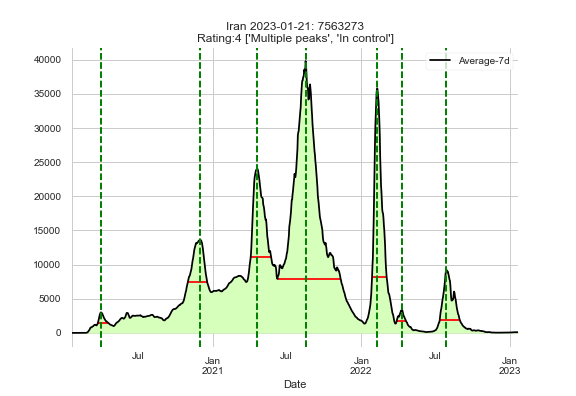 Iran 2023-01-21: 7563273
Rating:4 ['Multiple peaks', 'In control']
Average-7d
40000
35000
30000
25000
20000
15000
10000
5000
0
Jul
Jan
2021
Jul
Jan
2022
Jul
Jan
2023
Date